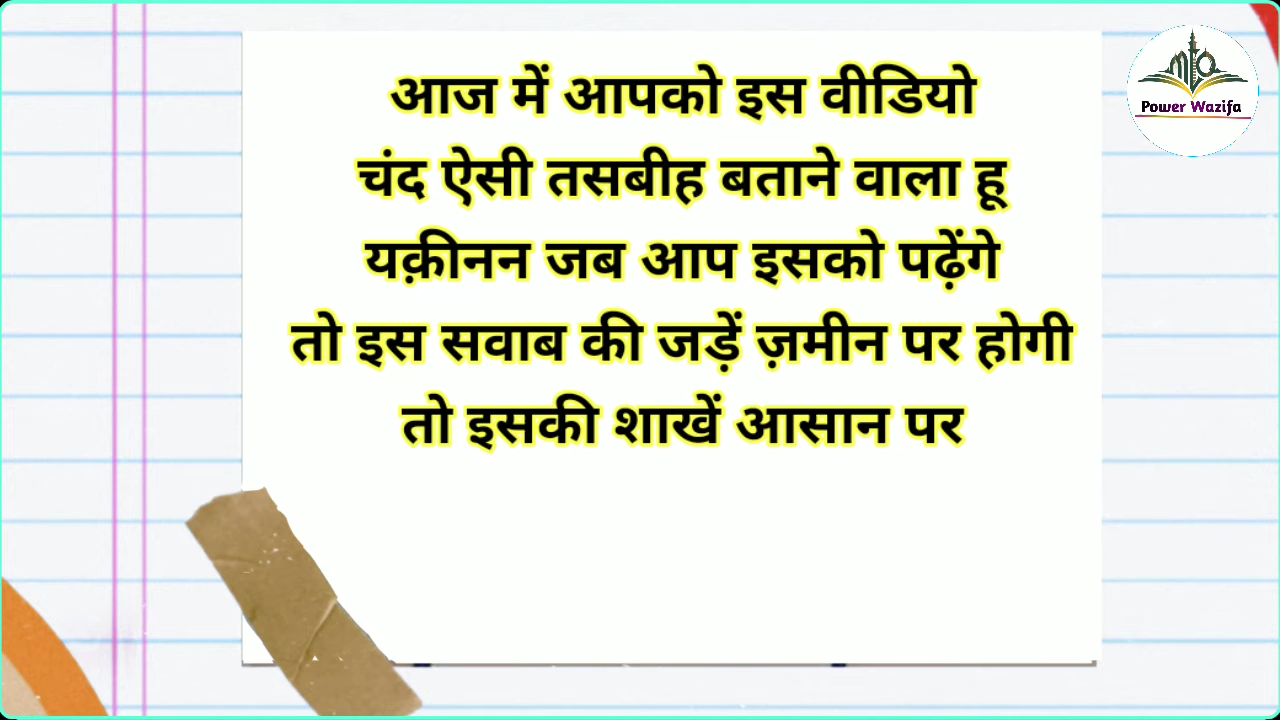 आज में आपको इस वीडियो
चंद ऐसी तसबीह बताने वाला हू
यक़ीनन जब आप इसको पढ़ेंगे
तो इस सवाब की जड़ें ज़मीन पर होगी
तो इसकी शाखें आसान पर
Power Wazifa